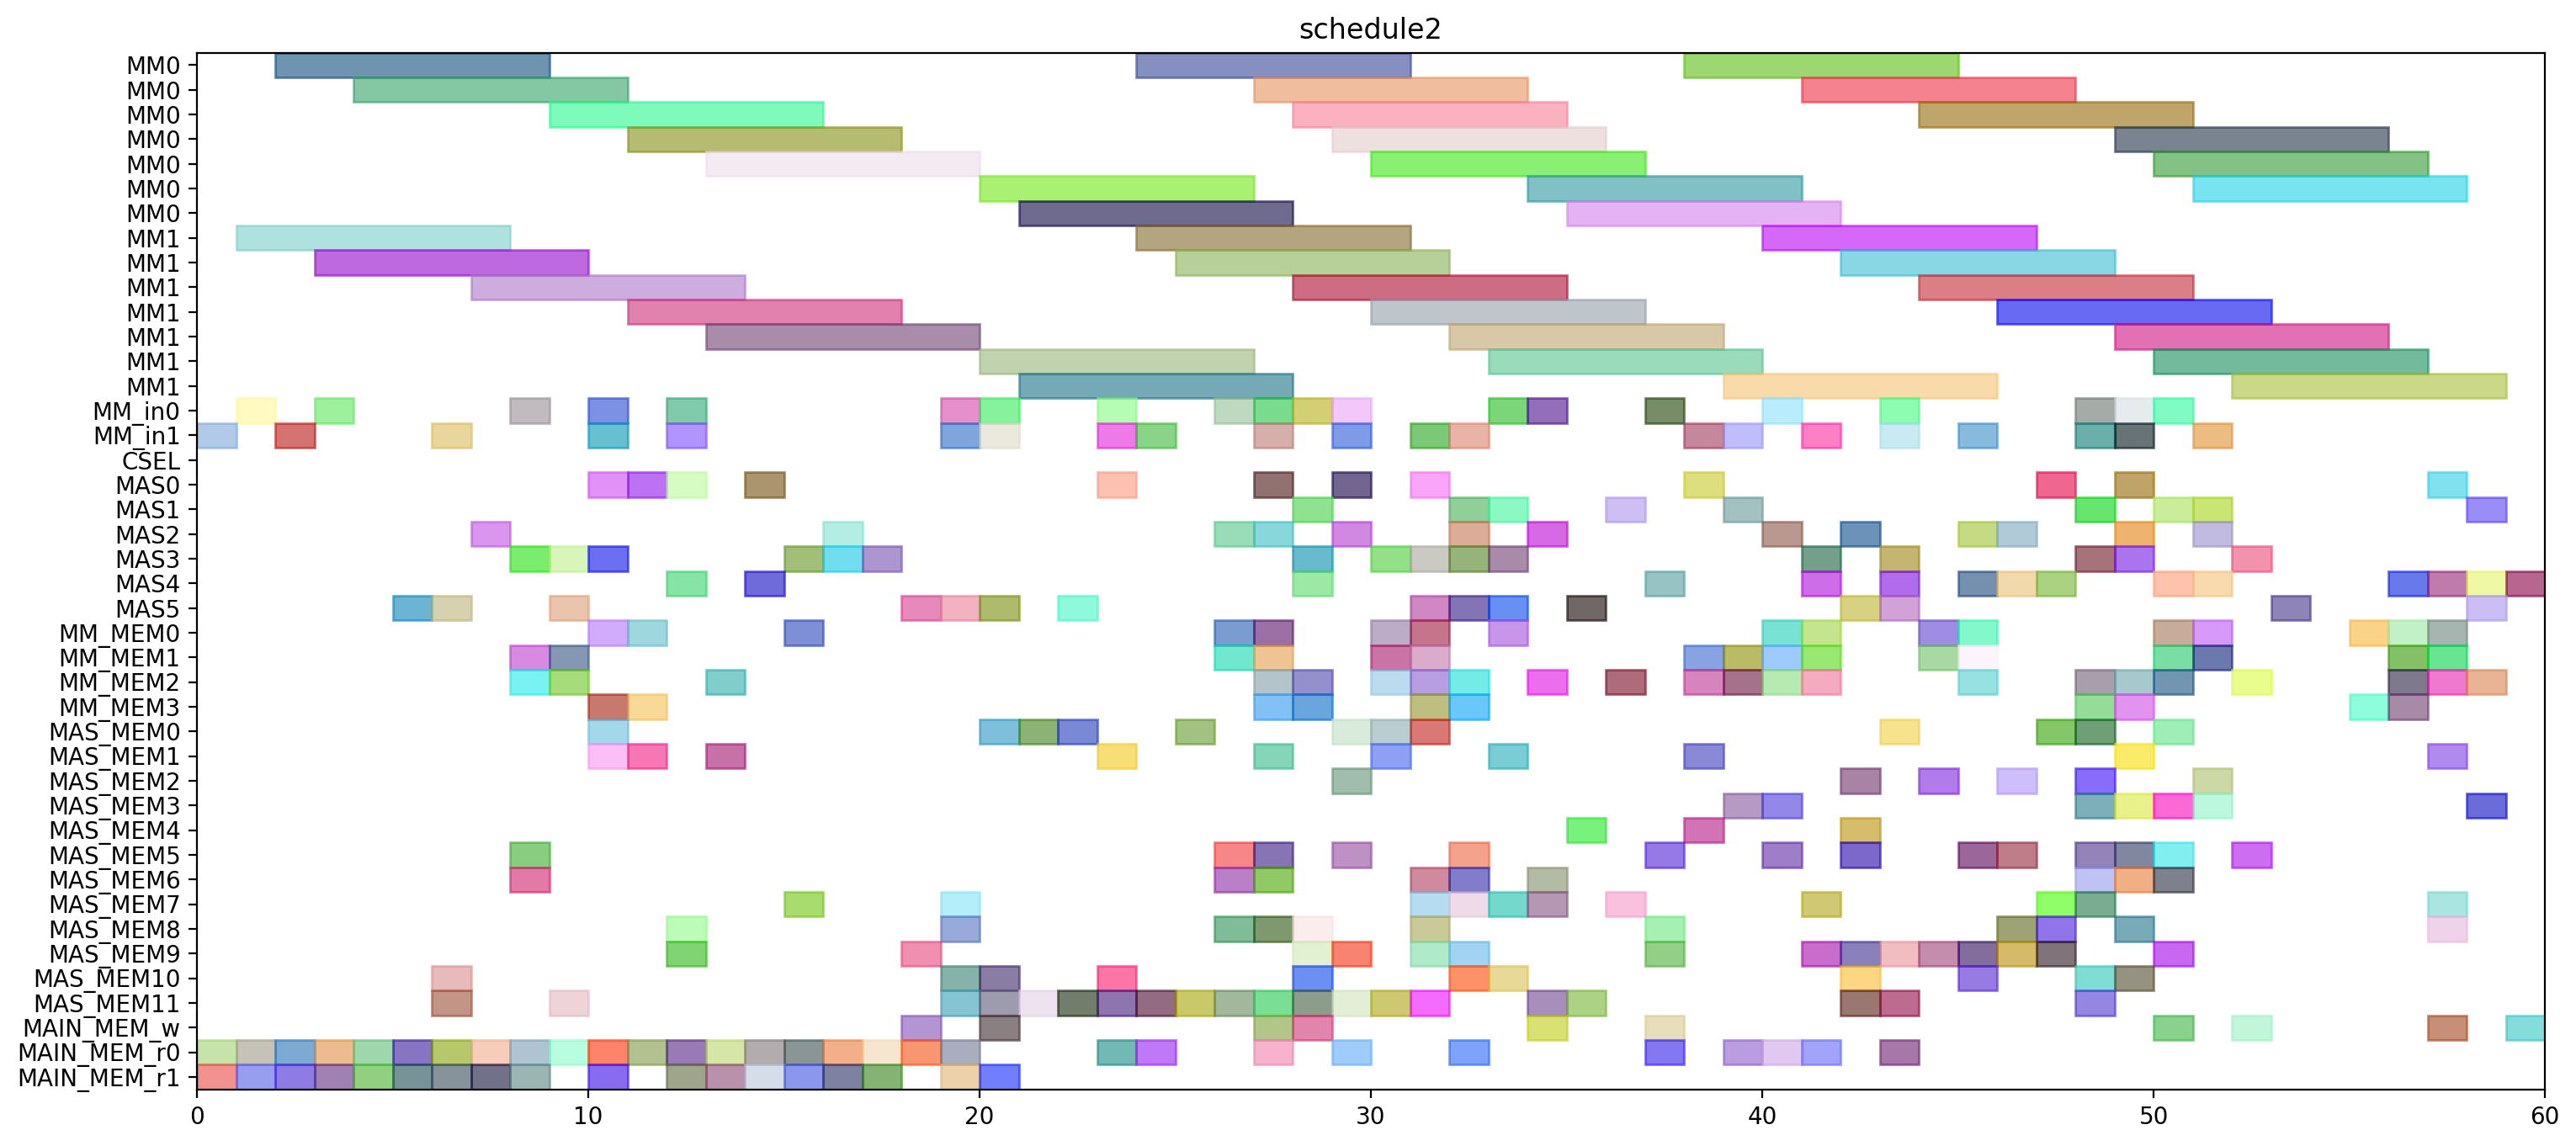 schedule2
MM0
MM0
MM0
MM0
MM0
MM0
MM0
MM1
MM1
MM1
MM1
MM1
MM1
MM1
MM_in0
MM_in1
CSEL
MAS0
MAS1
MAS2
MAS3
MAS4
MAS5
MM_MEM0
MM_MEM1
MM_MEM2
MM_MEM3
MAS_MEM0
MAS_MEM1
MAS_MEM2
MAS_MEM3
MAS_MEM4
MAS_MEM5
MAS_MEM6
MAS_MEM7
MAS_MEM8
MAS_MEM9
MAS_MEM10
MAS_MEM11
MAIN_MEM_w
MAIN_MEM_r0
MAIN_MEM_r1
0 10 20 30 40 50 60